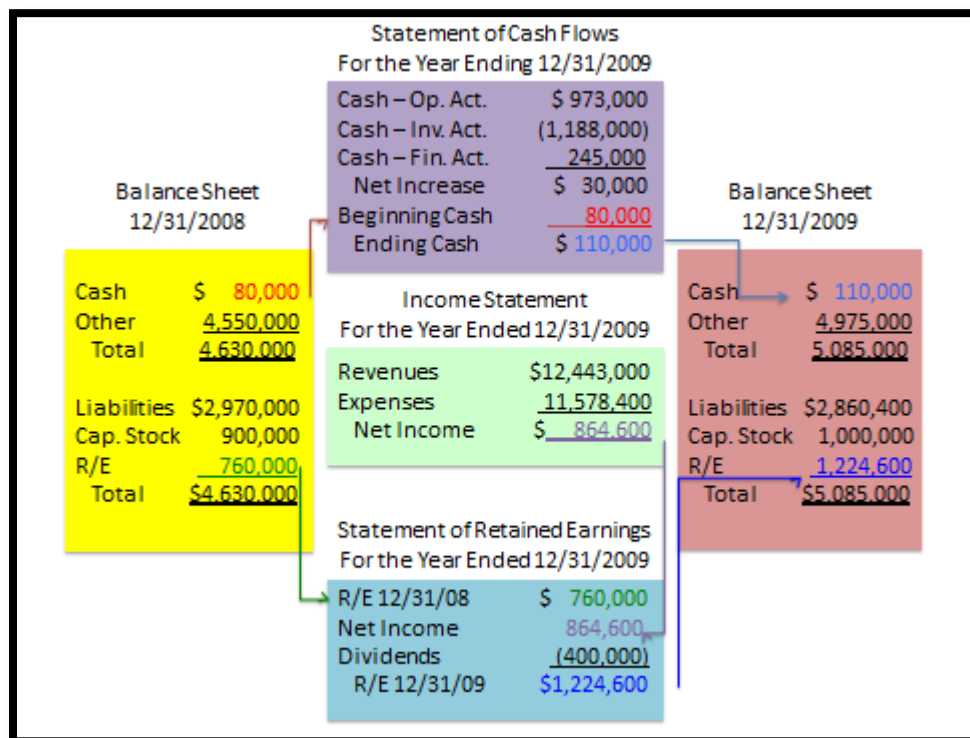 Statement of Cash Flows
For the Year Ending 12/31/2009
Cash – Op. Act. $ 973,000
Cash – Inv. Act. (1,188,000)
Cash – Fin. Act. 245,000
Net Increase $ 30,000
Beginning Cash 80,000
Ending Cash $ 110,000
Balance Sheet
12/31/2008
Cash $ 80,000
Other 4,550,000
Total 4,630,000
Liabilities $2,970,000
Cap. Stock 900,000
R/E 760,000
Total $4,630,000
Income Statement
For the Year Ended 12/31/2009
Revenues $12,443,000
Expenses 11,578,400
Net Income $ 864,600
Statement of Retained Earnings
For the Year Ended 12/31/2009
R/E 12/31/08 $ 760,000
Net Income 864,600
Dividends (400,000)
R/E 12/31/09 $1,224,600
Balance Sheet
12/31/2009
Cash $ 110,000
Other 4,975,000
Total 5,085,000
Liabilities $2,860,400
Cap. Stock 1,000,000
R/E 1,224,600
Total $5,085,000